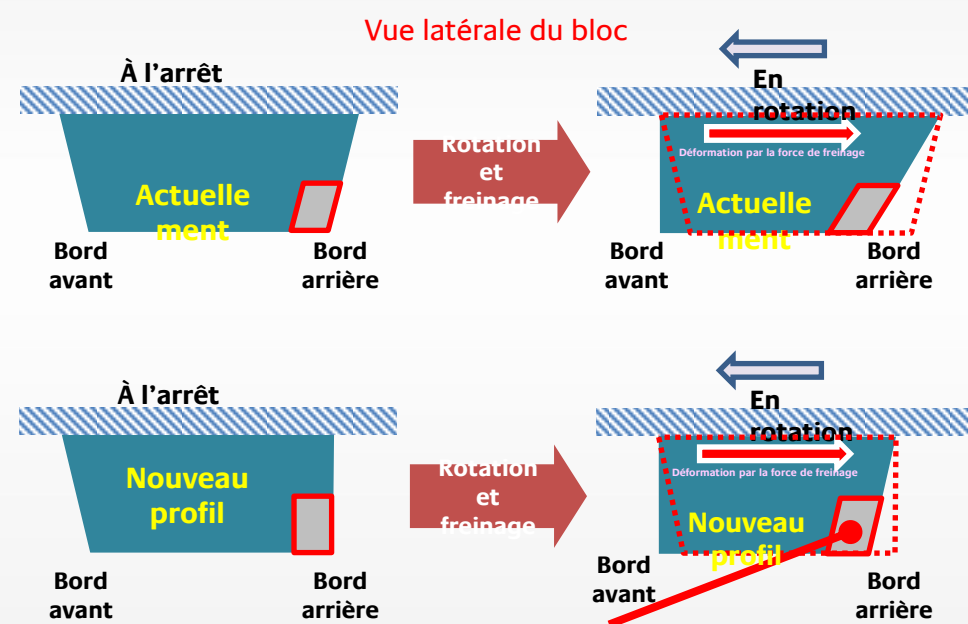 Vue latérale du bloc
À l'arrêt
En
rotation
Rotation
et
freinage
Déformation par la force de freinage
Actuelle
ment
Actuelle
ment
Bord
avant
Bord
arrière
Bord
avant
Bord
arrière
À l'arrêt
En
rotation
Rotation
et
freinage
Déformation par la force de freinage
Nouveau
profil
Nouveau
profil
Bord
avant
Bord
arrière
Bord
avant
Bord
arrière